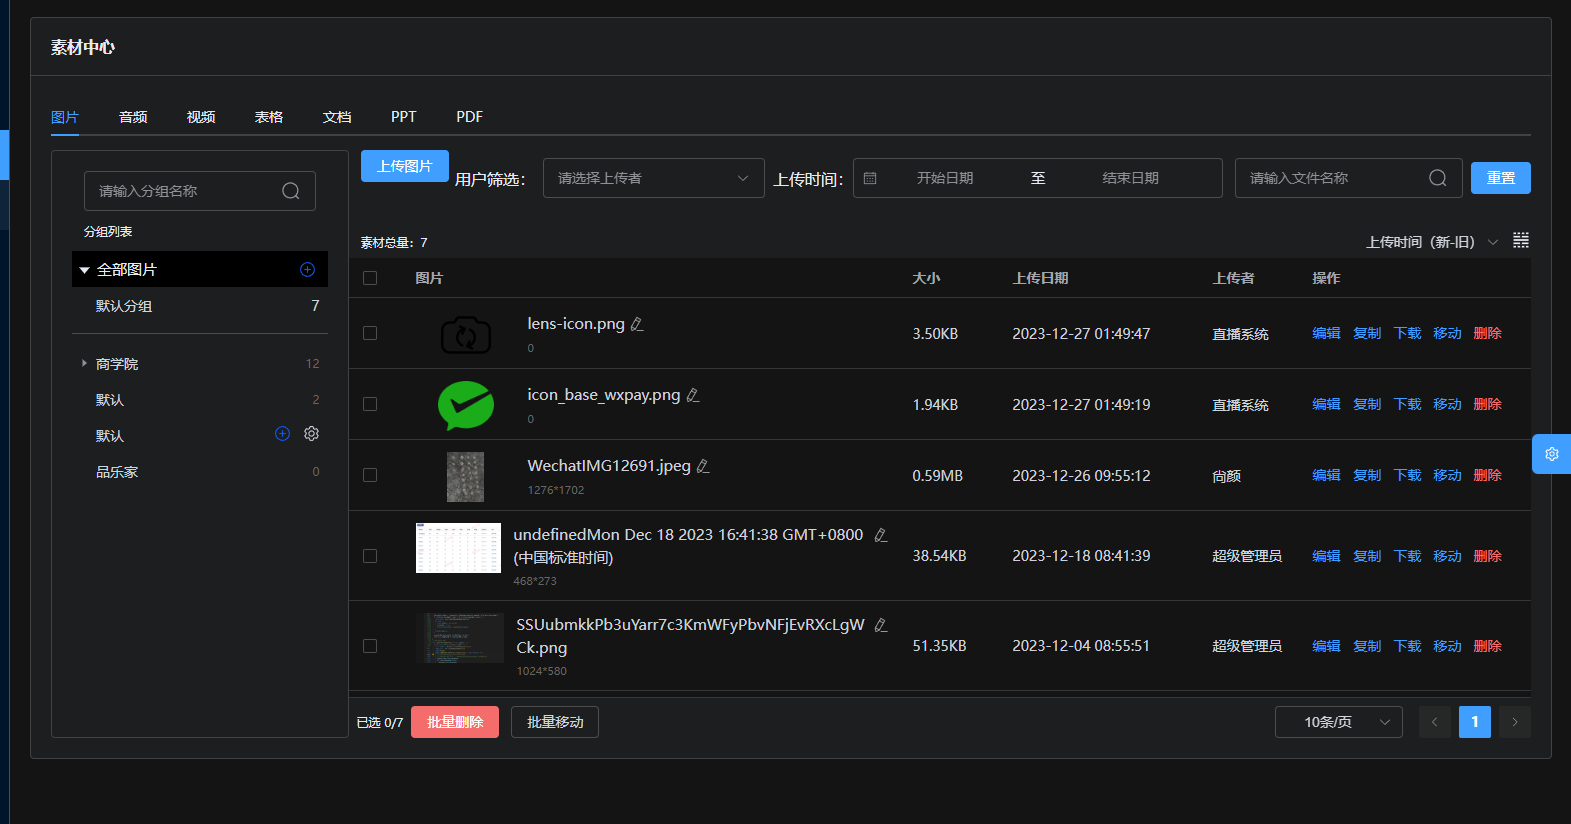 素材中心
图片 音频 视频 表格 文档 PPT PDF
请输入分组名称
分组列表
全部图片
默认分组 7
商学院 12
默认 2
默认
品乐家 0
上传图片 用户筛选： 请选择上传者 上传时间： 开始日期 至 结束日期 请输入文件名称 重置
素材总量：7 上传时间（新-旧）
图片 大小 上传日期 上传者 操作
lens-icon.png
0
3.50KB 2023-12-27 01:49:47 直播系统 编辑 复制 下载 移动 删除
icon_base_wxpay.png
0
1.94KB 2023-12-27 01:49:19 直播系统 编辑 复制 下载 移动 删除
WechatIMG12691.jpeg
1276*1702
0.59MB 2023-12-26 09:55:12 尙颜 编辑 复制 下载 移动 删除
undefinedMon Dec 18 2023 16:41:38 GMT+0800
(中国标准时间)
468*273
38.54KB 2023-12-18 08:41:39 超级管理员 编辑 复制 下载 移动 删除
SSUubmkkPb3uYarr7c3KmWFyPbvNFjEvRXcLgW
Ck.png
1024*580
51.35KB 2023-12-04 08:55:51 超级管理员 编辑 复制 下载 移动 删除
已选 0/7 批量删除 批量移动 10条/页 1